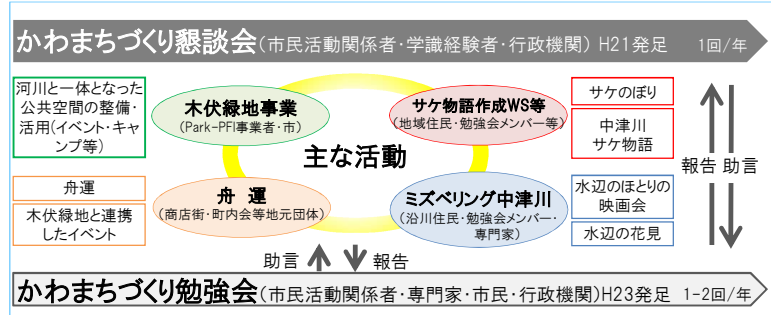 かわまちづくり懇談会(市民活動関係者・学識経験者・行政機関) H21発足 1回/年
河川と一体となった
公共空間の整備・
活用(イベント・キャ
ンプ等)
木伏緑地事業
(Park-PFI事業者・市)
サケ物語作成WS等
(地域住民・勉強会メンバー等)
サケのぼり
中津川
サケ物語
主な活動
報告 助言
舟運
木伏緑地と連携
したイベント
舟 運
(商店街・町内会等地元団体)
ミズベリング中津川
(沿川住民・勉強会メンバー・
専門家)
水辺のほとりの
映画会
水辺の花見
助言 報告
かわまちづくり勉強会(市民活動関係者・専門家・市民・行政機関)H23発足 1-2回/年